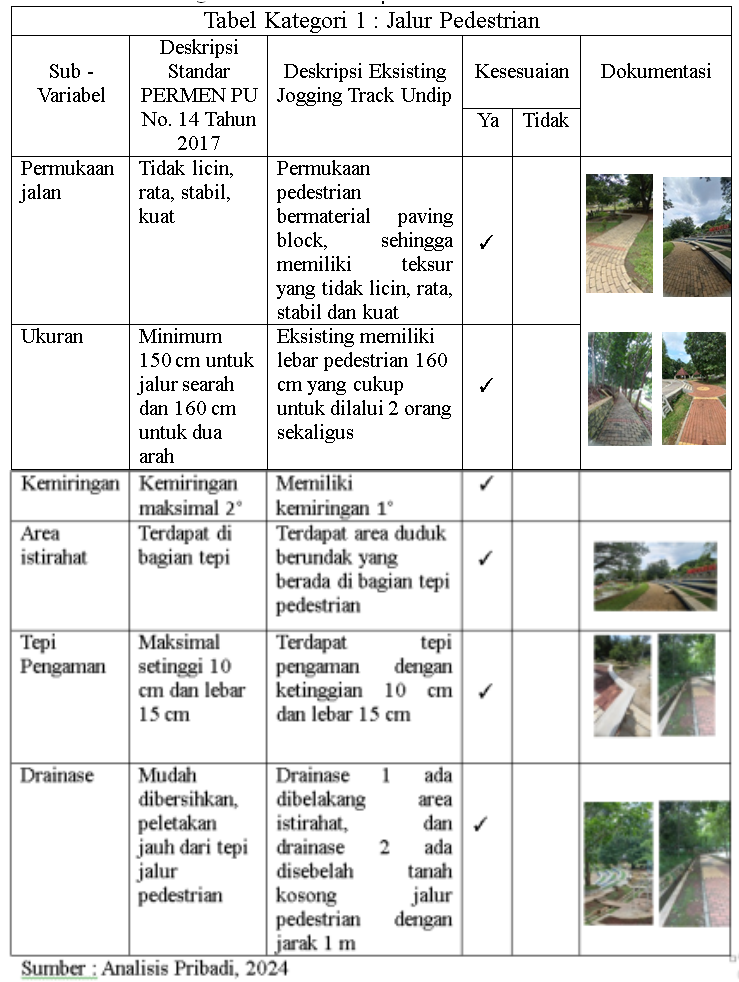 Tabel Kategori 1 : Jalur Pedestrian
Sub -
Variabel
Deskripsi
Standar
PERMEN PU
No. 14 Tahun
2017
Deskripsi Eksisting
Jogging Track Undip
Kesesuaian
Ya
Tidak
Dokumentasi
Permukaan
jalan
Tidak licin,
rata, stabil,
kuat
Permukaan
pedestrian
bermaterial paving
block, sehingga
memiliki teksur
yang tidak licin, rata,
stabil dan kuat
✓
Ukuran
Minimum
150 cm untuk
jalur searah
dan 160 cm
untuk dua
arah
Eksisting memiliki
lebar pedestrian 160
cm yang cukup
untuk dilalui 2 orang
sekaligus
✓
Kemiringan
Kemiringan
maksimal 2°
Memiliki
kemiringan 1°
✓
Area
istirahat
Terdapat di
bagian tepi
Terdapat area duduk
berundak yang
berada di bagian tepi
pedestrian
✓
Tepi
Pengaman
Maksimal
setinggi 10
cm dan lebar
15 cm
Terdapat tepi
pengaman dengan
ketinggian 10 cm
dan lebar 15 cm
✓
Drainase
Mudah
dibersihkan,
peletakan
jauh dari tepi
jalur
pedestrian
Drainase 1 ada
dibelakang area
istirahat, dan
drainase 2 ada
disebelah tanah
kosong jalur
pedestrian dengan
jarak 1 m
✓
Sumber : Analisis Pribadi, 2024